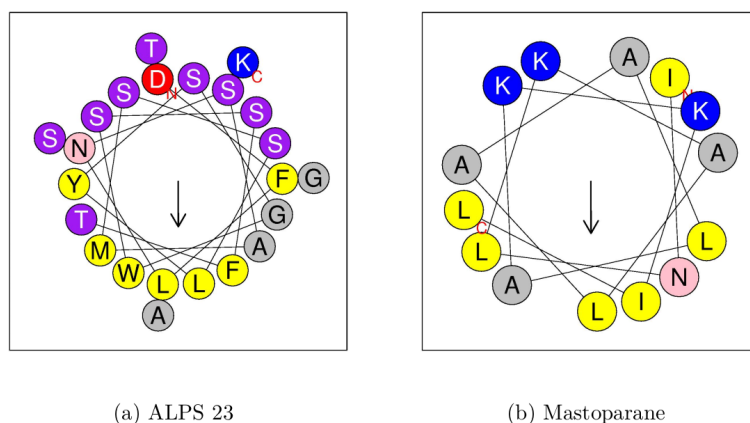 T
K
D S
C
S S
N
S S
S N S
Y F G
T G
M A
W F
L L
A
(a) ALPS 23
K A
K I
N
K
A A
L
C
L L
A N
L I
(b) Mastoparane